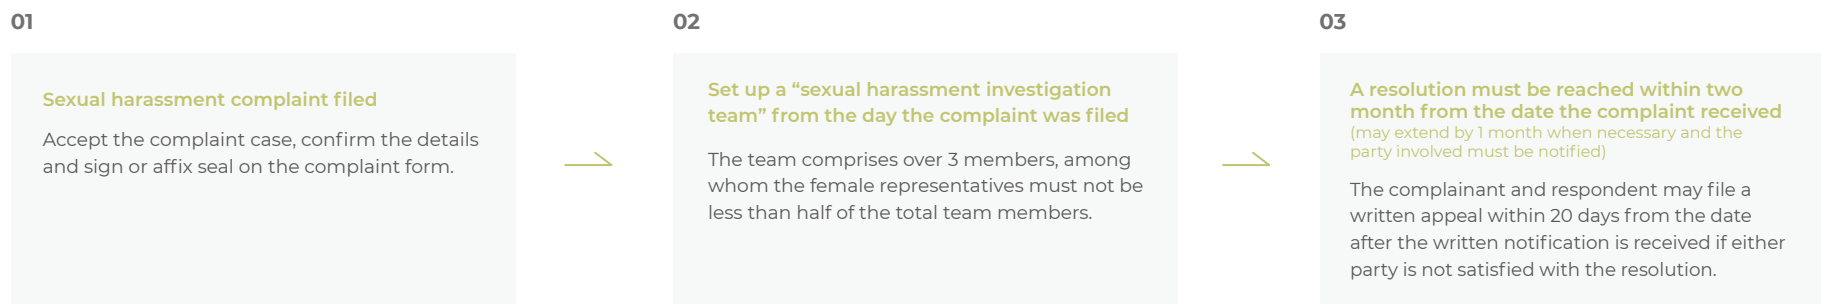 01
Sexual harassment complaint filed
Accept the complaint case, confirm the details
and sign or affix seal on the complaint form.
02
Set up a “sexual harassment investigation
team” from the day the complaint was filed
The team comprises over 3 members, among
whom the female representatives must not be
less than half of the total team members.
03
A resolution must be reached within two
month from the date the complaint received
(may extend by 1 month when necessary and the
party involved must be notified)
The complainant and respondent may file a
written appeal within 20 days from the date
after the written notification is received if either
party is not satisfied with the resolution.